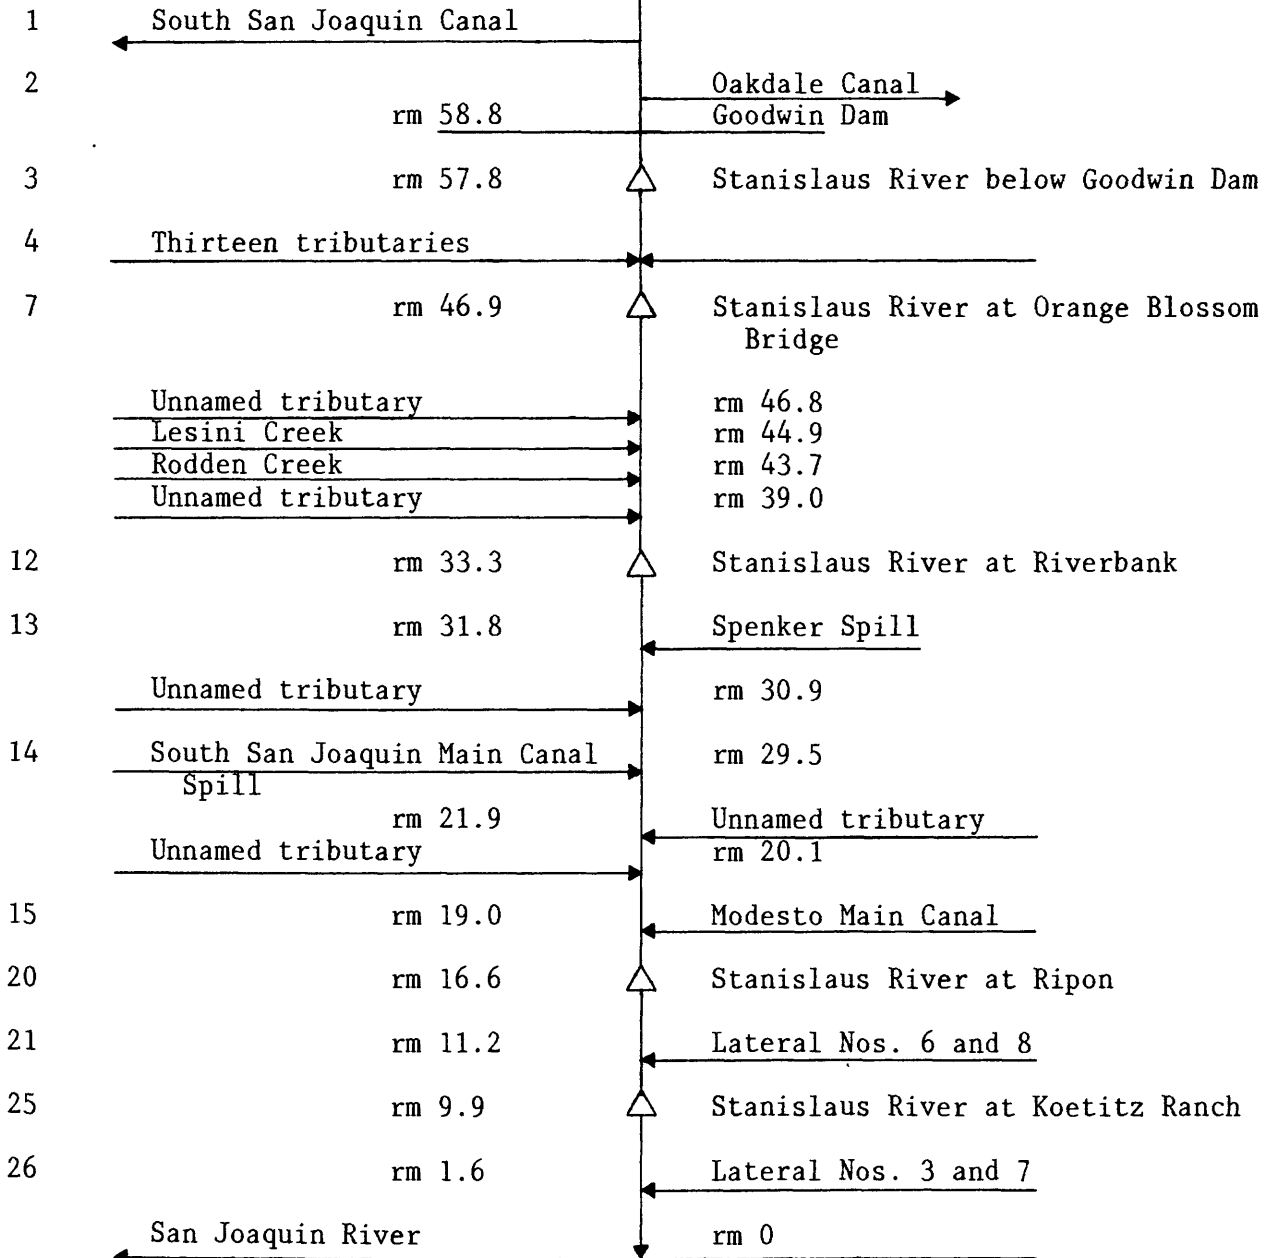 1 South San Joaquin Canal
2 Oakdale Canal
rm 58.8 Goodwin Dam
3 rm 57.8 Stanislaus River below Goodwin Dam
4 Thirteen tributaries
7 rm 46.9 Stanislaus River at Orange Blossom
Bridge
Unnamed tributary rm 46.8
Lesini Creek rm 44.9
Rodden Creek rm 43.7
Unnamed tributary rm 39.0
12 rm 33.3 Stanislaus River at Riverbank
13 rm 31.8 Spenker Spill
Unnamed tributary rm 30.9
14 South San Joaquin Main Canal rm 29.5
Spill
rm 21.9 Unnamed tributary
Unnamed tributary rm 20.1
15 rm 19.0 Modesto Main Canal
20 rm 16.6 Stanislaus River at Ripon
21 rm 11.2 Lateral Nos. 6 and 8
25 rm 9.9 Stanislaus River at Koetitz Ranch
26 rm 1.6 Lateral Nos. 3 and 7
San Joaquin River rm 0